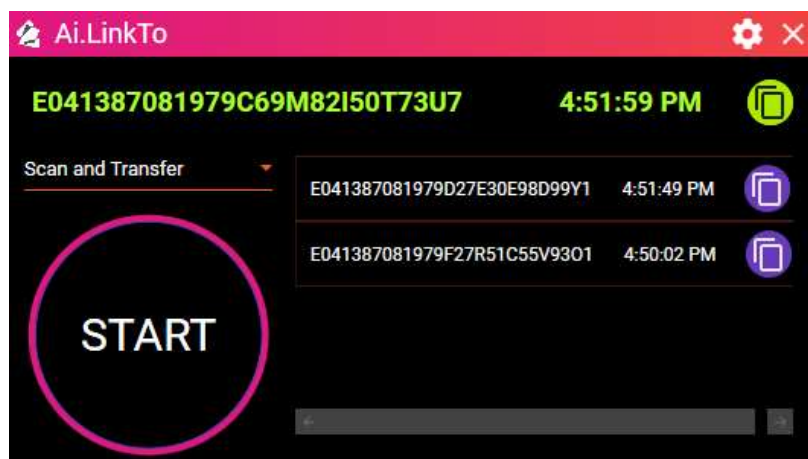 Ai.LinkTo
E041387081979C69M82I50T73U7 4:51:59 PM
Scan and Transfer
E041387081979D27E30E98D99Y1 4:51:49 PM
E041387081979F27R51C55V93O1 4:50:02 PM
START